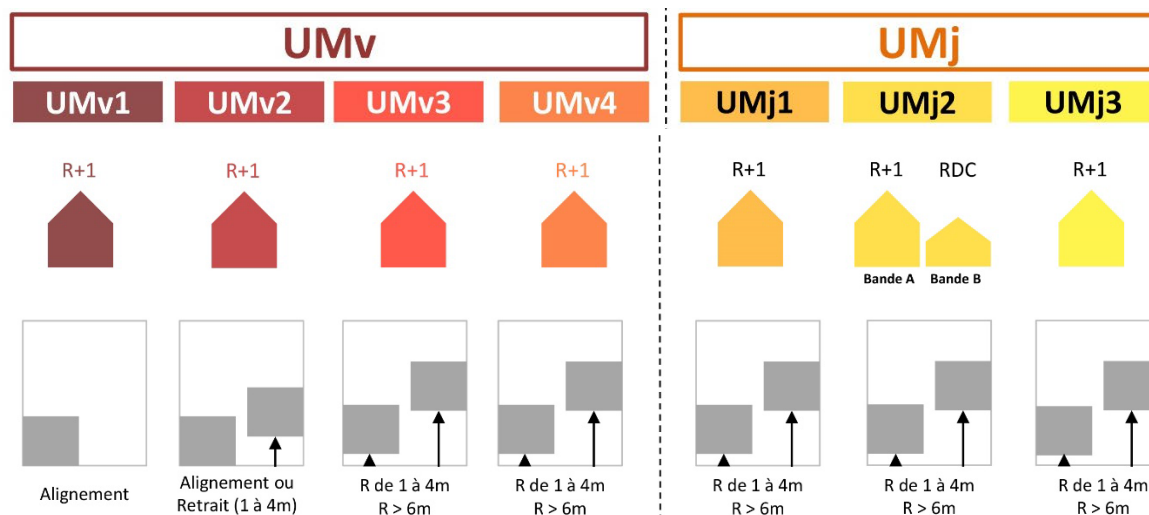 UMv
UMj
UMv1
UMv2
UMv3
UMv4
UMj1
UMj2
UMj3
R+1
R+1
R+1
R+1
R+1
R+1
RDC
R+1
Bande A
Bande B
Alignement
Alignement ou
Retrait (1 à 4m)
R de 1 à 4m
R > 6m
R de 1 à 4m
R > 6m
R de 1 à 4m
R > 6m
R de 1 à 4m
R > 6m
R de 1 à 4m
R > 6m